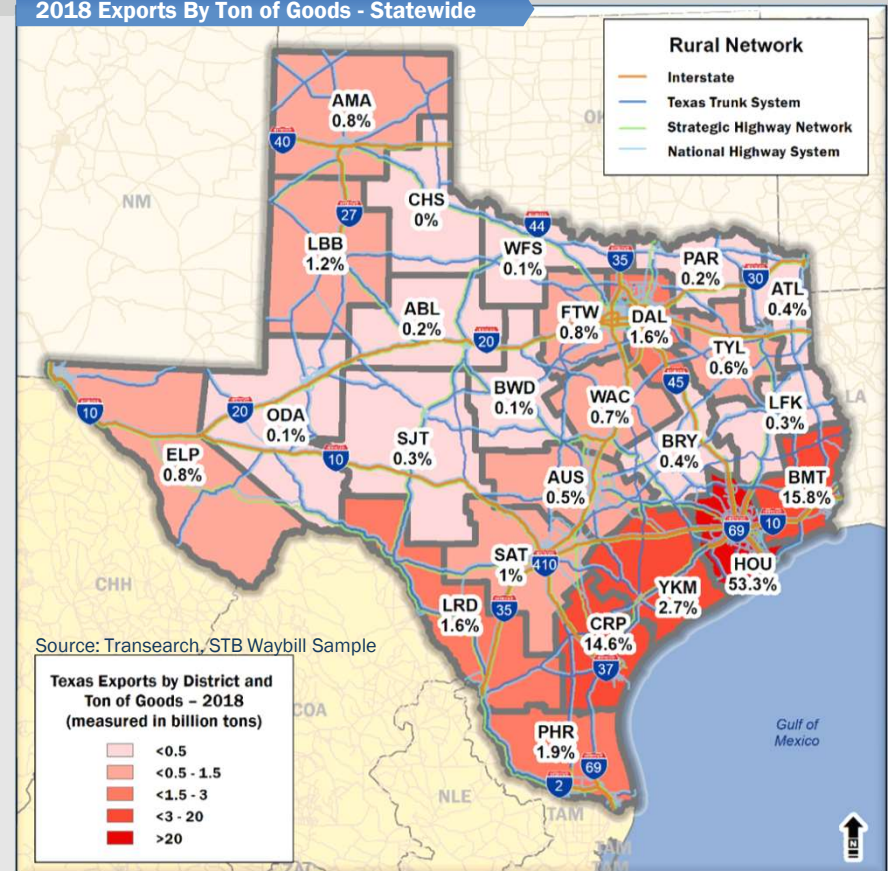 2018 Exports By Ton of Goods - Statewide
Rural Network
Interstate
Texas Trunk System
Strategic Highway Network
National Highway System
AMA
0.8%
40
OK
NM
CHS
0%
27
44
LBB
1.2%
WFS
0.1%
35
PAR
0.2%
30
ATL
0.4%
ABL
0.2%
FTW
0.8%
DAL
1.6%
20
TYL
0.6%
45
BWD
0.1%
WAC
0.7%
LFK
0.3%
LA
10
20
ODA
0.1%
SJT
0.3%
BRY
0.4%
10
ELP
0.8%
AUS
0.5%
BMT
15.8%
69
10
SAT
1%
410
HOU
53.3%
CHH
YKM
2.7%
LRD
1.6%
35
CRP
14.6%
Source: Transearch, STB Waybill Sample
37
Texas Exports by District and
Ton of Goods – 2018
(measured in billion tons)
<0.5
<0.5 - 1.5
<1.5 - 3
<3 - 20
>20
COA
PHR
1.9%
69
2
Gulf of
Mexico
NLE
TAM
TAM
TAM
N